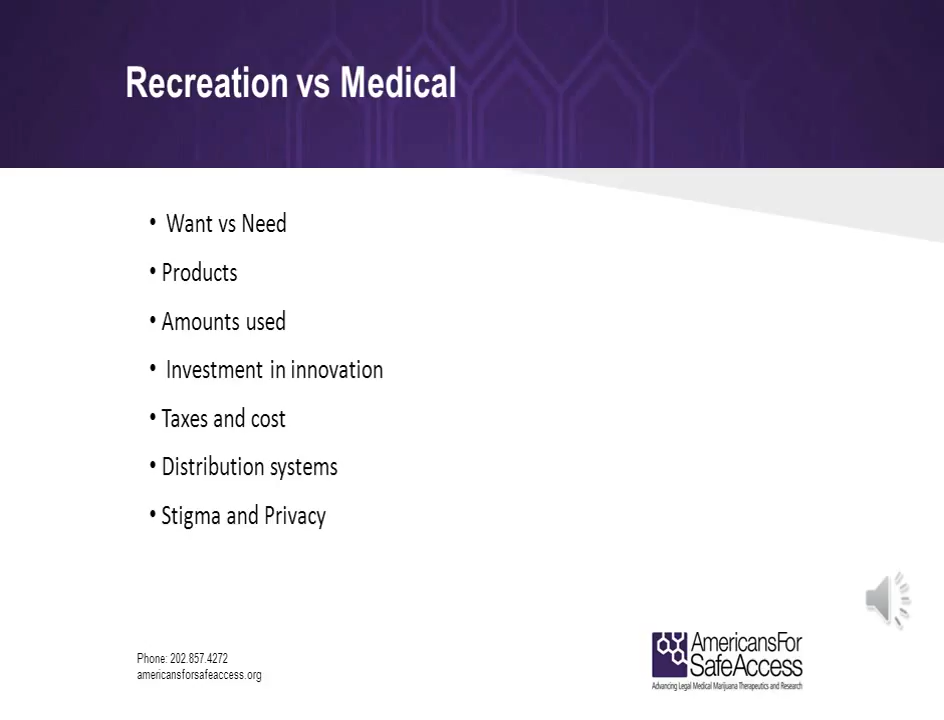 Recreation vs Medical
• Want vs Need
• Products
• Amounts used
• Investment in innovation
• Taxes and cost
• Distribution systems
• Stigma and Privacy
Phone: 202.857.4272
americansforsafeaccess.org
AmericansFor
SafeAccess
Advancing Legal Medical Marijuana Therapeutics and Research